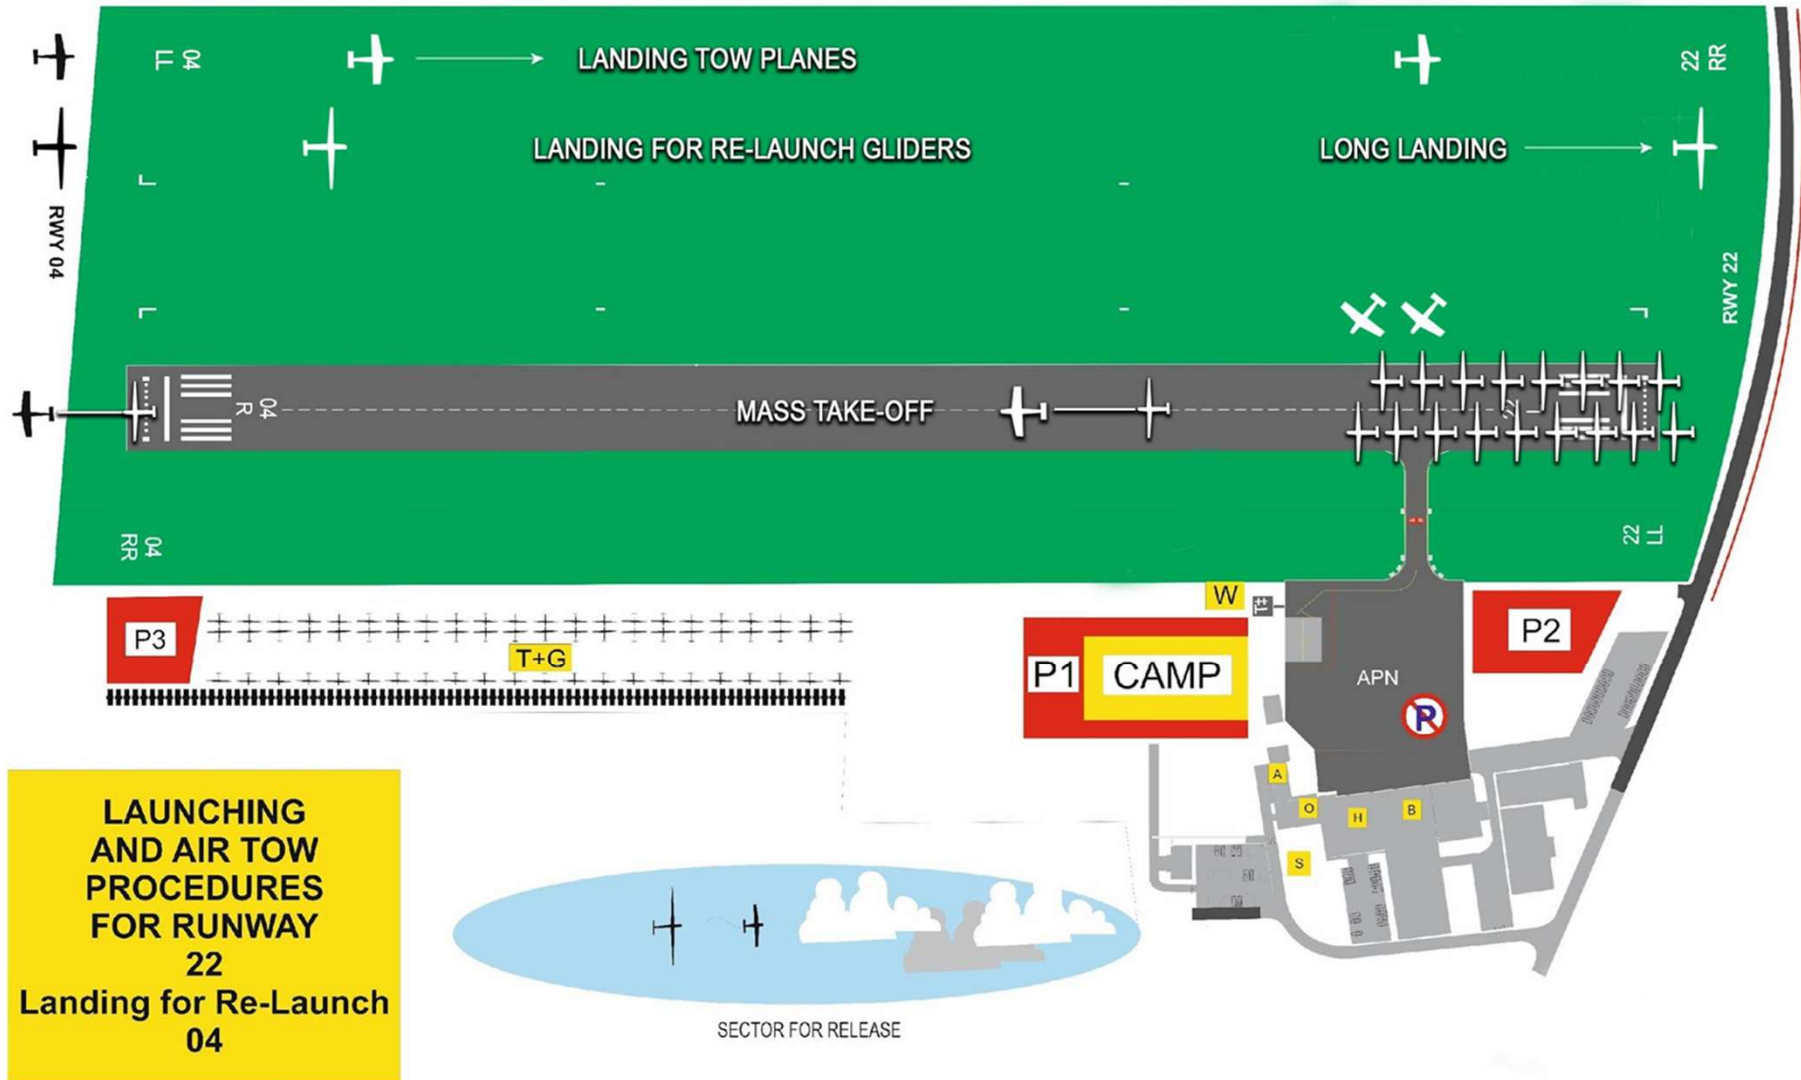 04
LL
LANDING TOW PLANES
22
RR
LANDING FOR RE-LAUNCH GLIDERS
LONG LANDING
RWY 04
RWY 22
04
R
MASS TAKE-OFF
04
RR
22
LL
P3
T+G
W
P1
CAMP
APN
P
P2
A
O
H
B
S
LAUNCHING
AND AIR TOW
PROCEDURES
FOR RUNWAY
22
Landing for Re-Launch
04
SECTOR FOR RELEASE